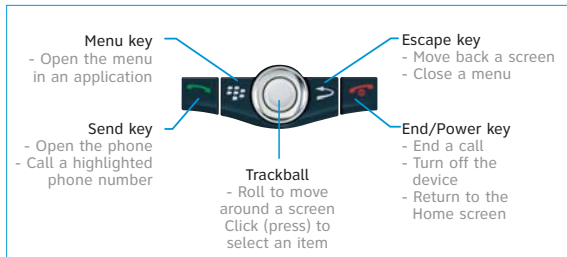 Menu key
- Open the menu
in an application
Escape key
- Move back a screen
- Close a menu
Send key
- Open the phone
- Call a highlighted
phone number
Trackball
- Roll to move
around a screen
Click (press) to
select an item
End/Power key
- End a call
- Turn off the
device
- Return to the
Home screen